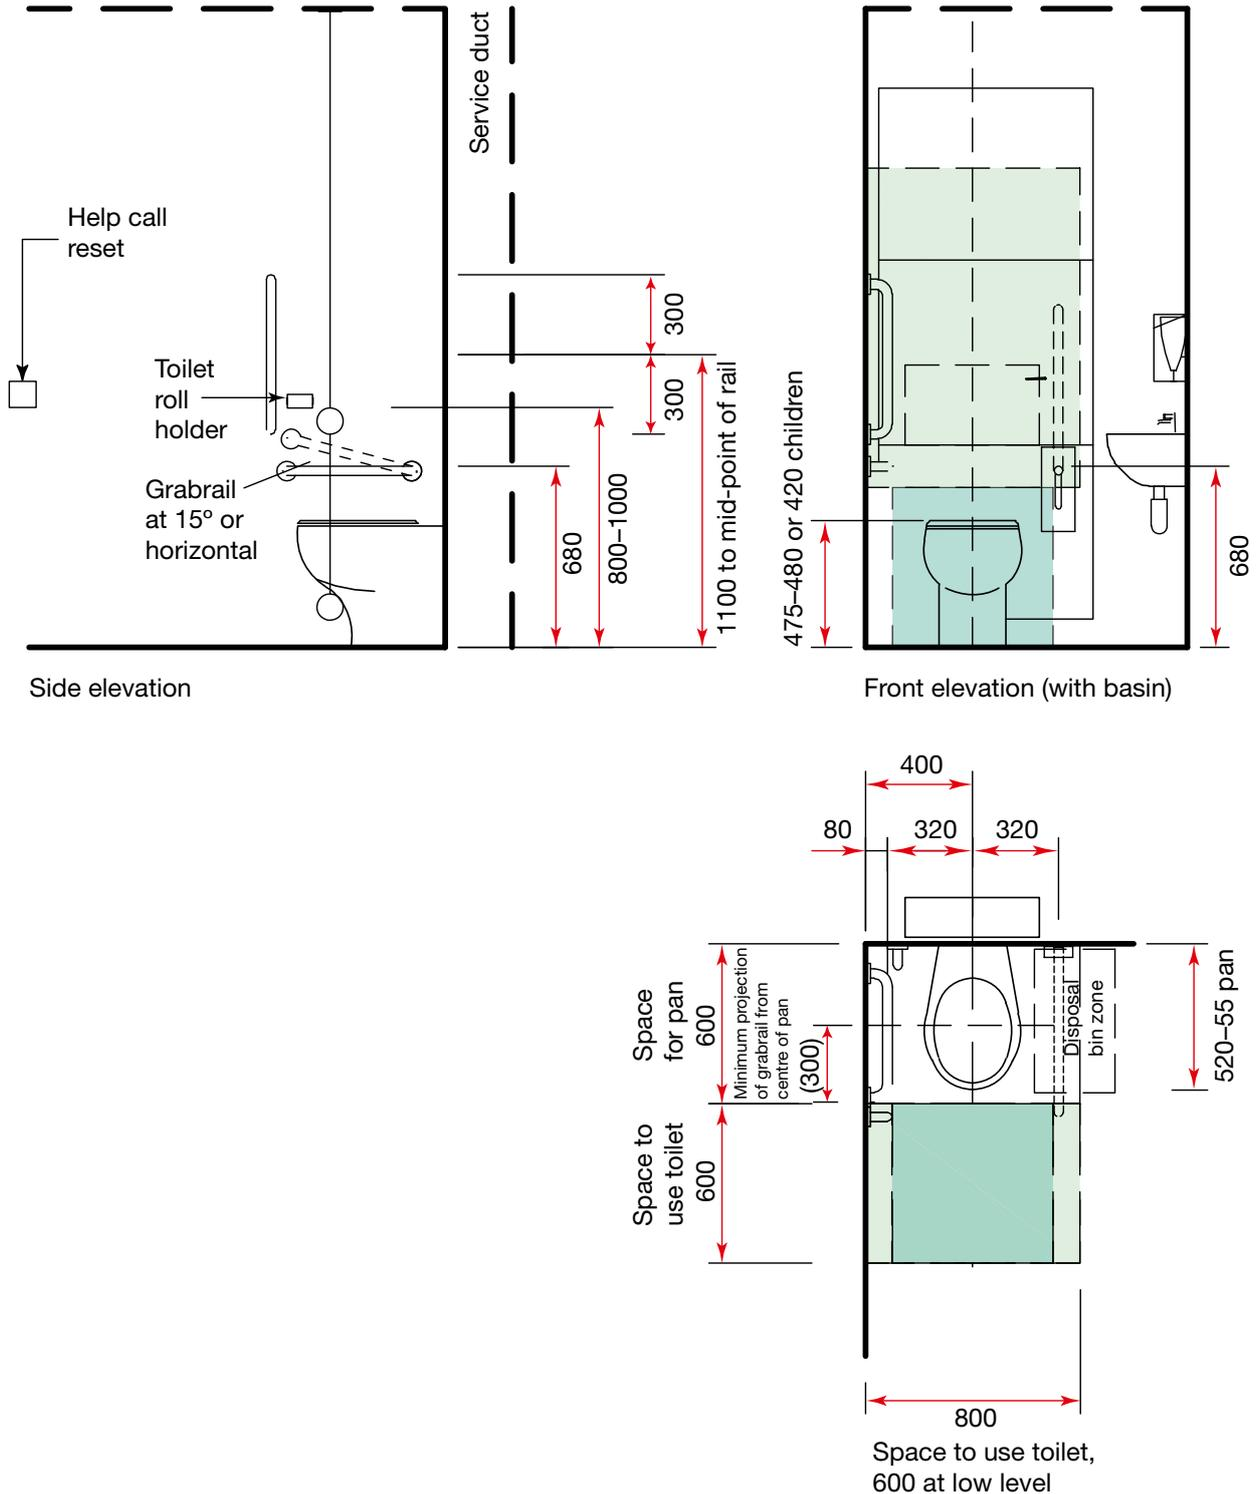 Service duct
Help call
reset
Toilet
roll
holder
Grabrail
at 15º or
horizontal
300
300
680
800–1000
1100 to mid-point of rail
Side elevation
475–480 or 420 children
680
Front elevation (with basin)
400
80
320
320
Space
for pan
600
Minimum projection
of grabrail from
centre of pan
(300)
Disposal
bin zone
520–55 pan
Space to
use toilet
600
800
Space to use toilet,
600 at low level